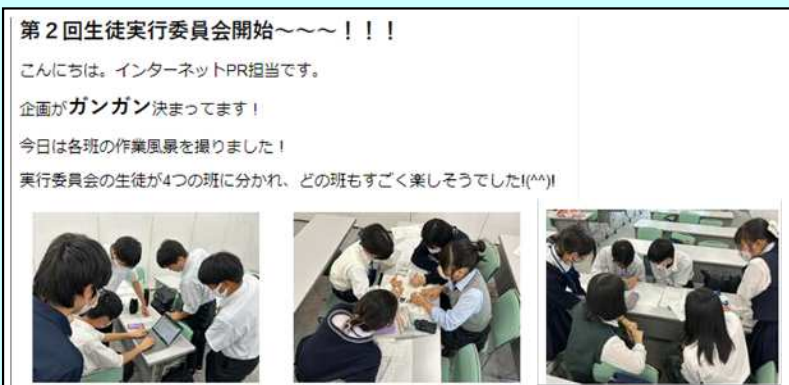 第２回生徒実行委員会開始～～～！！！
こんにちは。インターネットPR担当です。
企画がガンガン決まってます！
今日は各班の作業風景を撮りました！
実行委員会の生徒が4つの班に分かれ、どの班もすごく楽しそうでした!(^^)!